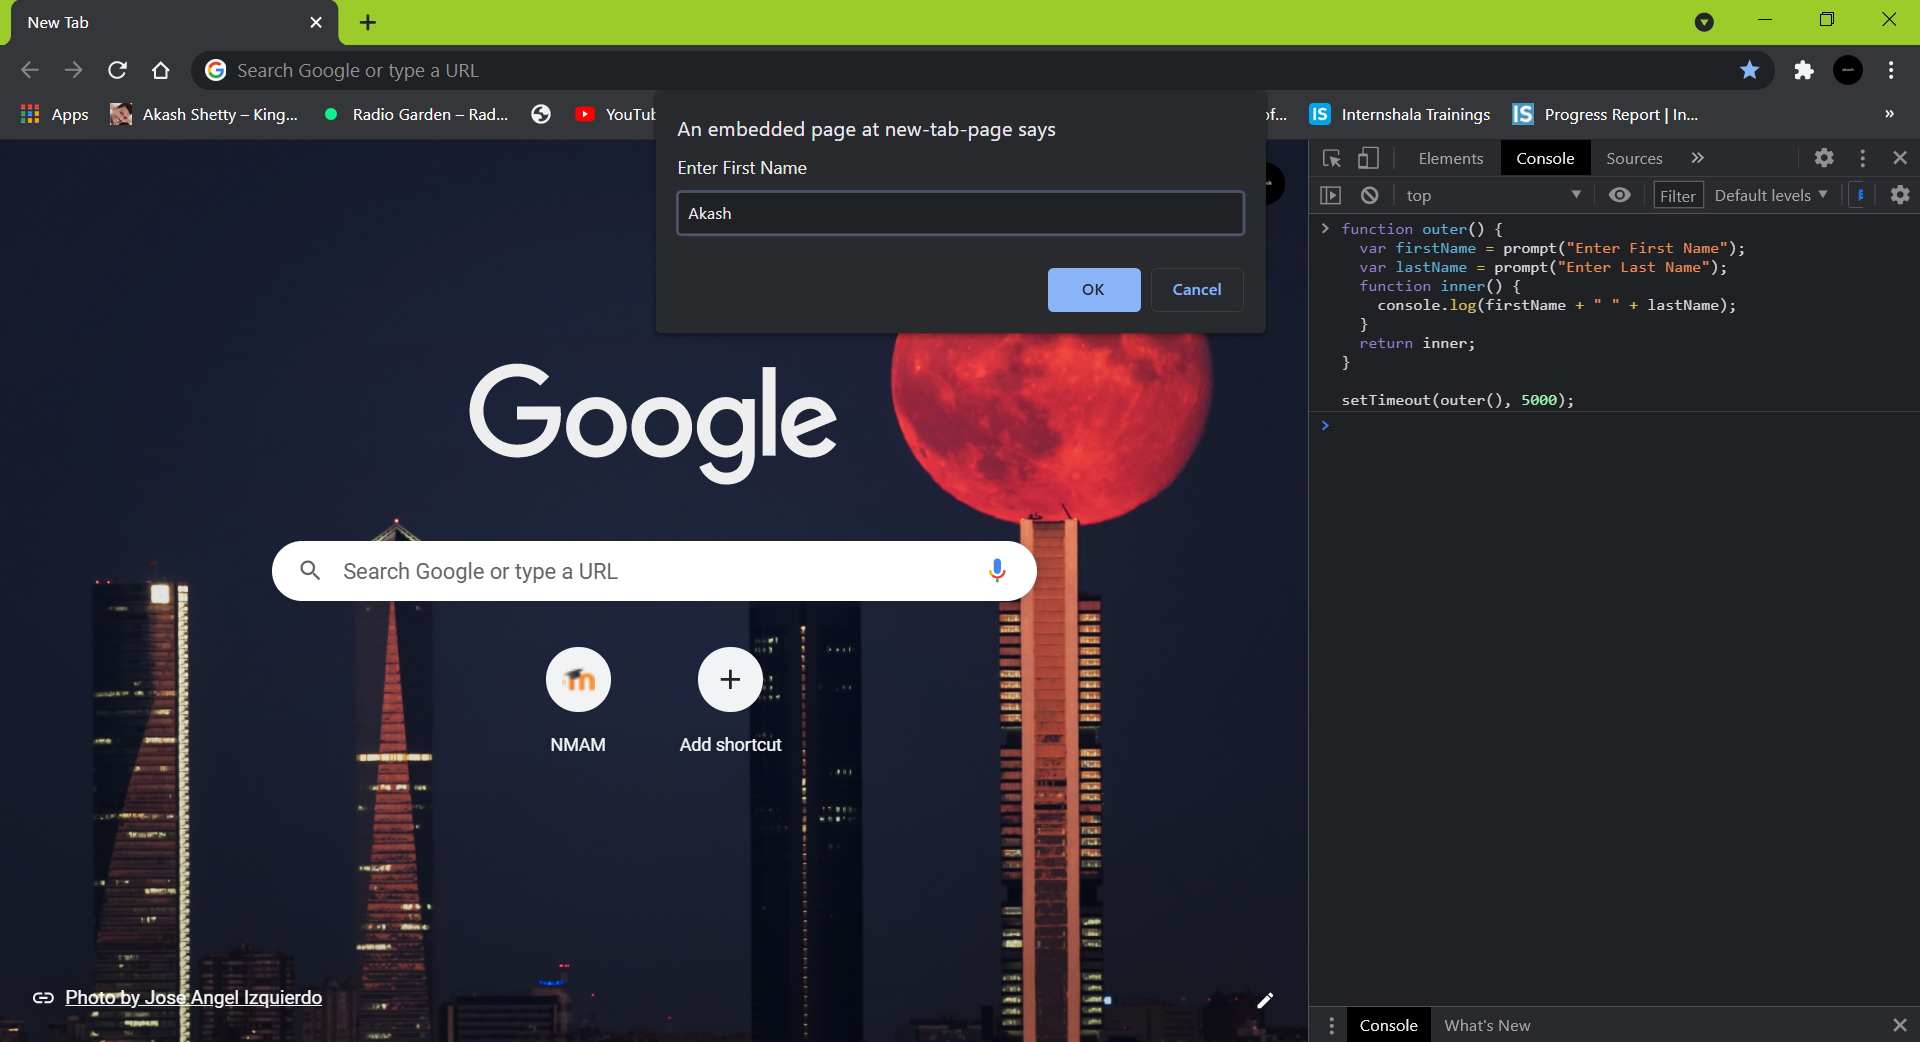 New Tab
Search Google or type a URL
Apps
Akash Shetty – King...
Radio Garden – Rad...
YouTub
of...
IS
Internshala Trainings
IS
Progress Report | In...
»
An embedded page at new-tab-page says
Enter First Name
Akash
OK
Cancel
Google
Search Google or type a URL
NMAM
Add shortcut
Photo by Jose Angel Izquierdo
Elements
Console
Sources
»
top
Filter
Default levels
function outer() {
  var firstName = prompt("Enter First Name");
  var lastName = prompt("Enter Last Name");
  function inner() {
    console.log(firstName + " " + lastName);
  }
  return inner;
}
setTimeout(outer(), 5000);
Console
What's New